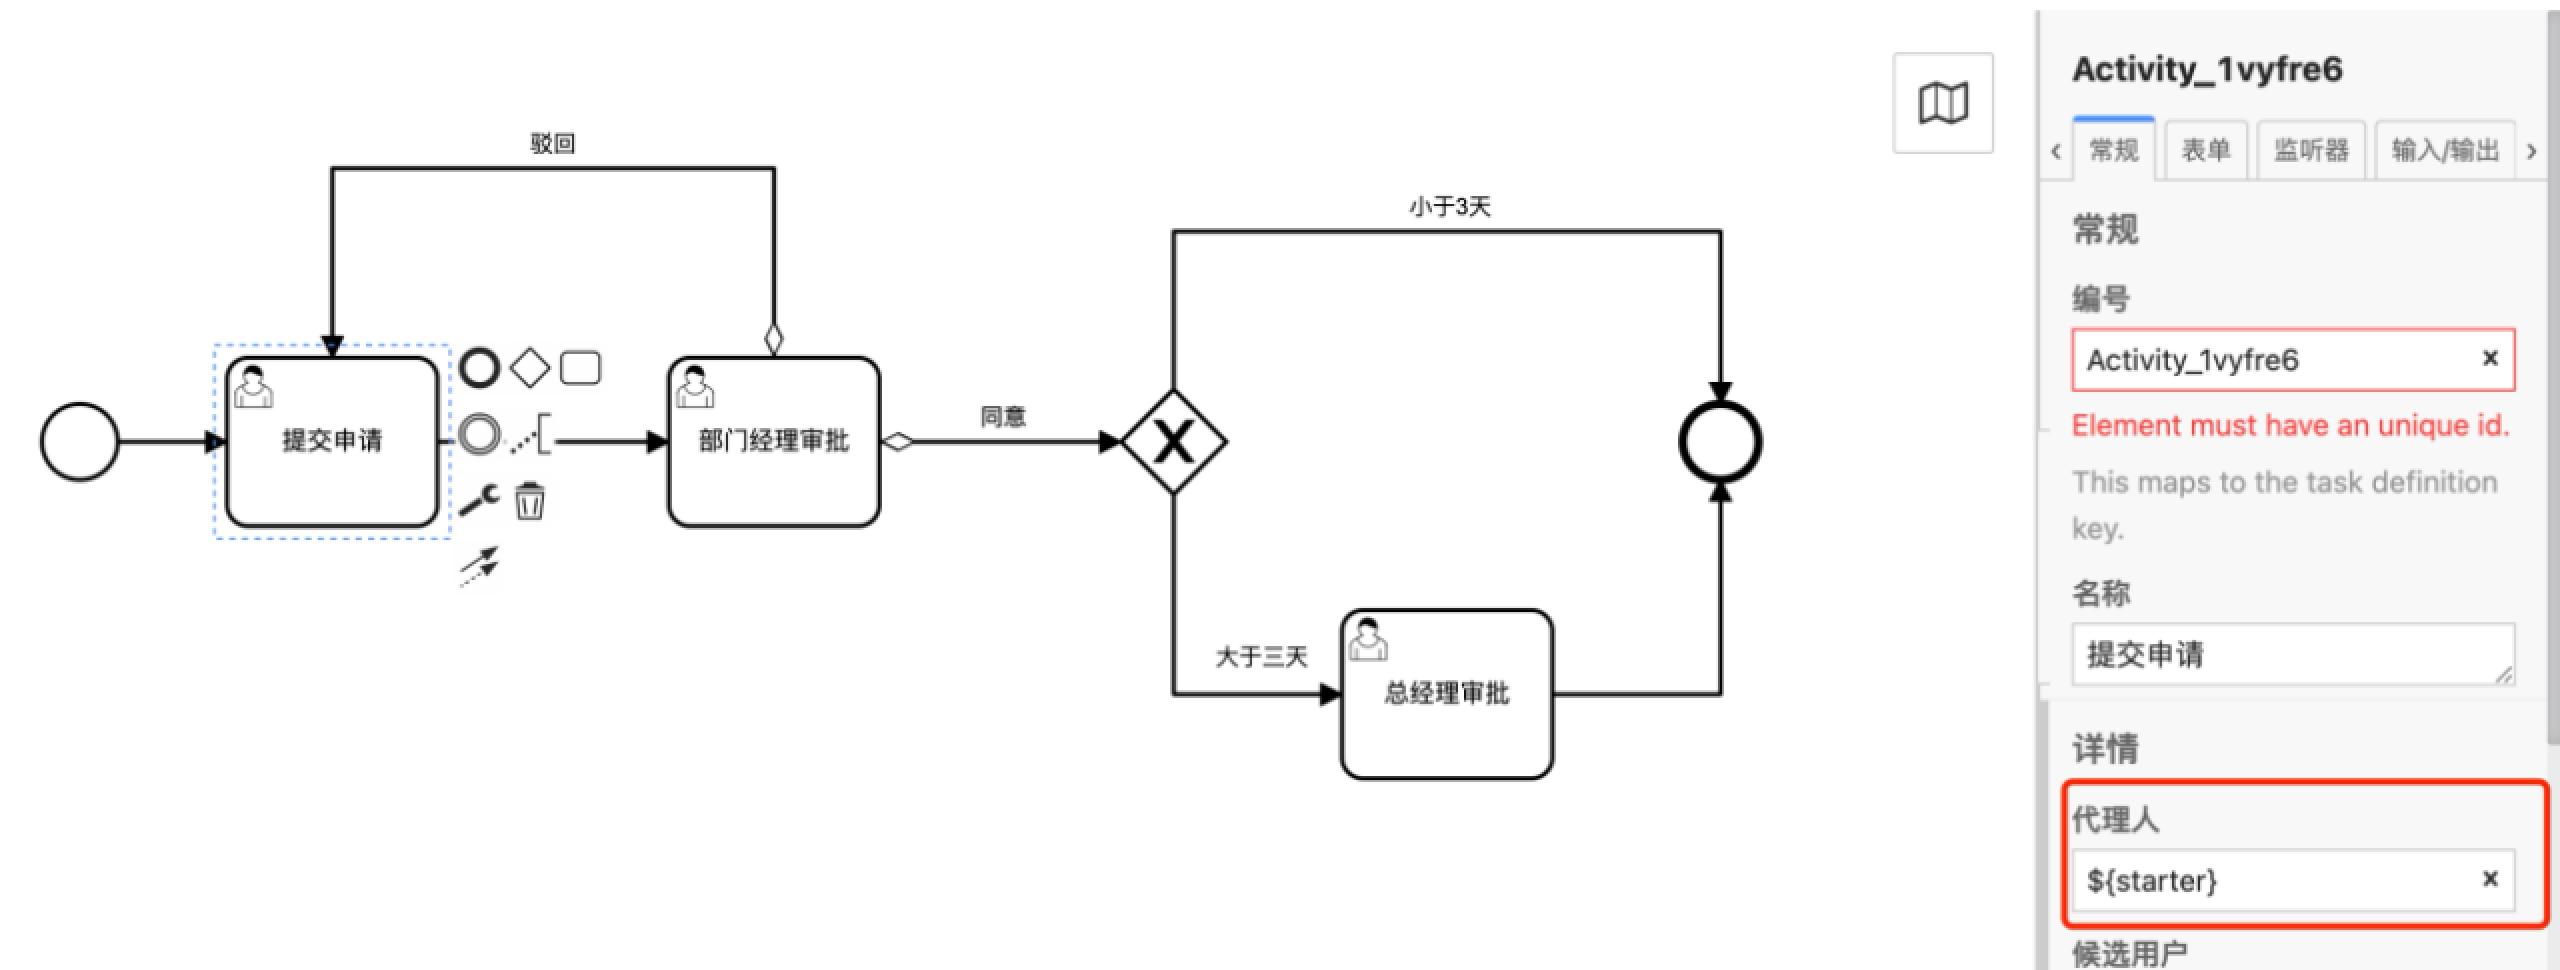 驳回
提交申请
部门经理审批
同意
小于3天
大于三天
总经理审批
Activity_1vyfre6
常规
表单
监听器
输入/输出
常规
编号
Activity_1vyfre6
Element must have an unique id.
This maps to the task definition
key.
名称
提交申请
详情
代理人
${starter}
候选用户